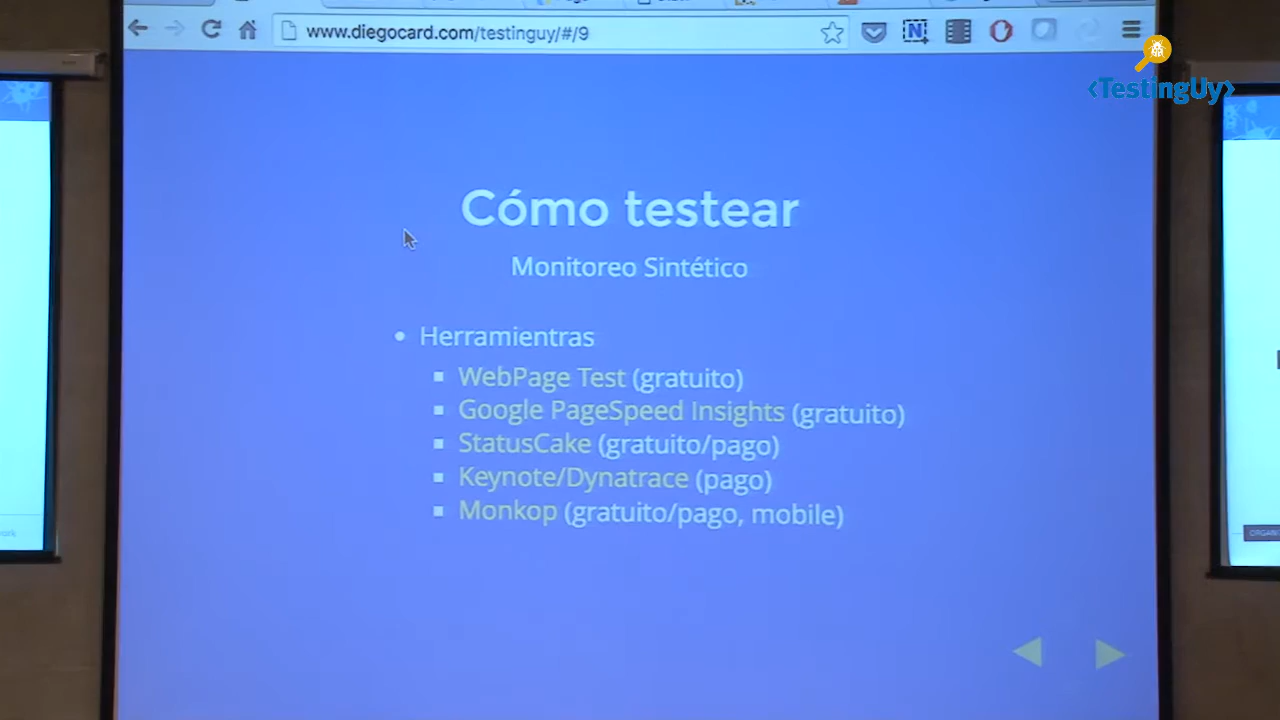 www.diegocard.com/testinguy/#/9
<TestingUy>
Cómo testear
Monitoreo Sintético
Herramientras
WebPage Test (gratuito)
Google PageSpeed Insights (gratuito)
StatusCake (gratuito/pago)
Keynote/Dynatrace (pago)
Monkop (gratuito/pago, mobile)